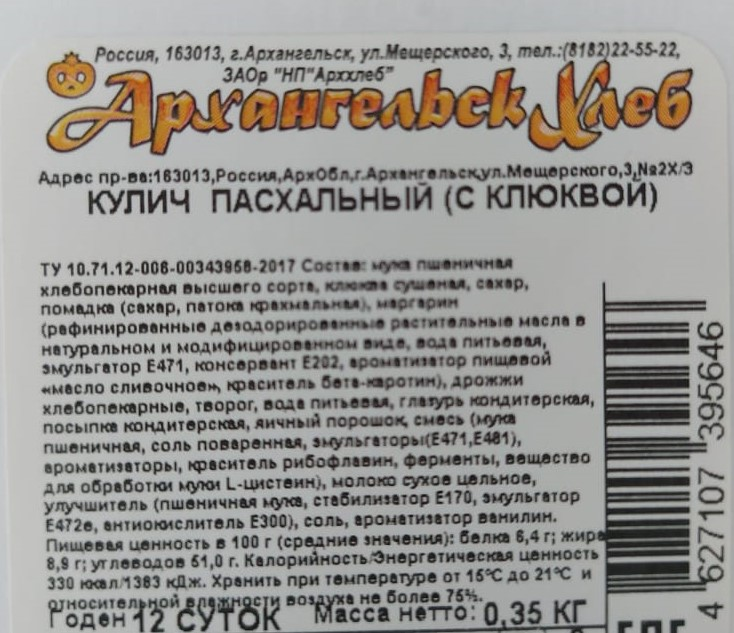 Россия, 163013, г.Архангельск, ул.Мещерского, 3, тел.:(8182)22-55-22,
ЗАОр "НП"Арххлеб"
Архангельск Хлеб
Адрес пр-ва:163013,Россия,АрхОбл,г.Архангельск,ул.Мещерского,3,№2Х/3
КУЛИЧ ПАСХАЛЬНЫЙ (С КЛЮКВОЙ)
ТУ 10.71.12-006-00343958-2017 Состав: мука пшеничная
хлебопекарная высшего сорта, клюква сушеная, сахар,
помадка (сахар, патока крахмальная), маргарин
(рафинированные дезодорированные растительные масла в
натуральном и модифицированном виде, вода питьевая,
эмульгатор Е471, консервант Е202, ароматизатор пищевой
«масло сливочное», краситель бета-каротин), дрожжи
хлебопекарные, творог, вода питьевая, глазурь кондитерская,
посыпка кондитерская, яичный порошок, смесь (мука
пшеничная, соль поваренная, эмульгаторы(Е471,Е481),
ароматизаторы, краситель рибофлавин, ферменты, вещество
для обработки муки L-цистеин), молоко сухое цельное,
улучшитель (пшеничная мука, стабилизатор Е170, эмульгатор
Е472е, антиокислитель Е300), соль, ароматизатор ванилин.
Пищевая ценность в 100 г (средние значения): белка 6,4 г; жира
8,9 г; углеводов 51,0 г. Калорийность/Энергетическая ценность
330 ккал/1383 кДж. Хранить при температуре от 15°С до 21°С и
относительной влажности воздуха не более 75%.
Годен 12 СУТОК Масса нетто: 0,35 КГ
4 627107 395646